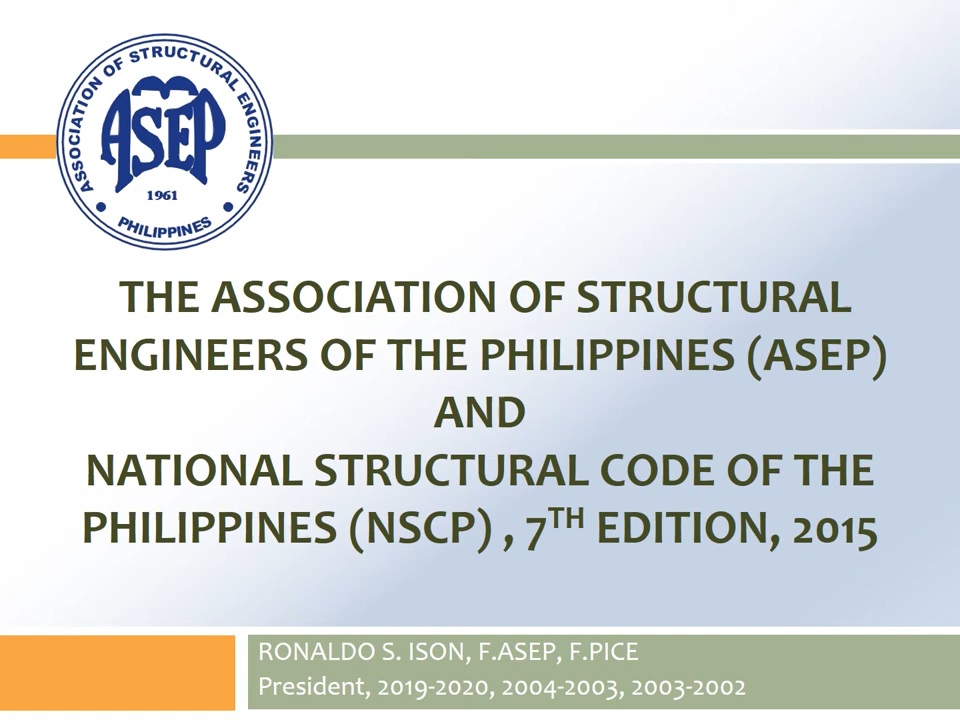 ASSOCIATION OF STRUCTURAL ENGINEERS
ASEP
1961
PHILIPPINES
THE ASSOCIATION OF STRUCTURAL
ENGINEERS OF THE PHILIPPINES (ASEP)
AND
NATIONAL STRUCTURAL CODE OF THE
PHILIPPINES (NSCP) , 7TH EDITION, 2015
RONALDO S. ISON, F.ASEP, F.PICE
President, 2019-2020, 2004-2003, 2003-2002